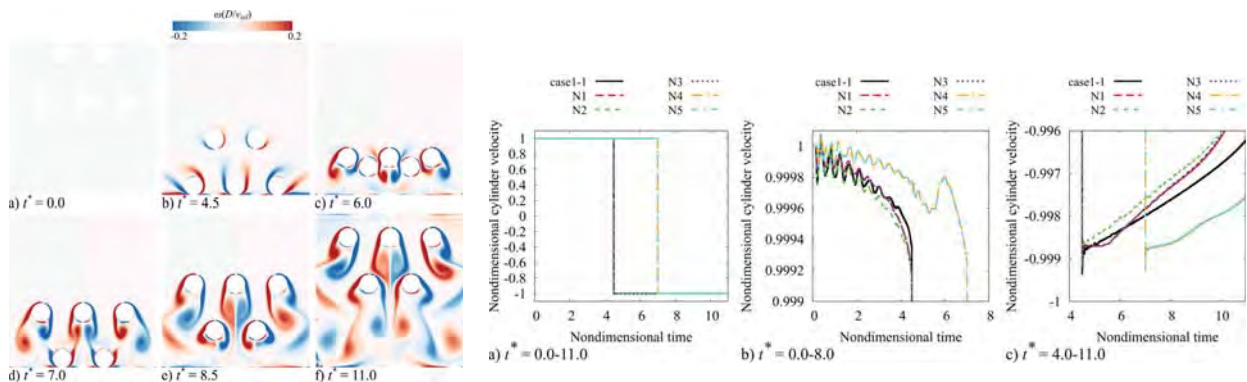 ω(D/v_ref)
-0.2 0.2
a) t* = 0.0
b) t* = 4.5
c) t* = 6.0
d) t* = 7.0
e) t* = 8.5
f) t* = 11.0
case1-1
N1
N2
N3
N4
N5
Nondimensional cylinder velocity
1
0.8
0.6
0.4
0.2
0
-0.2
-0.4
-0.6
-0.8
-1
0 2 4 6 8 10
Nondimensional time
a) t* = 0.0-11.0
case1-1
N1
N2
N3
N4
N5
Nondimensional cylinder velocity
1
0.9998
0.9996
0.9994
0.9992
0.999
0 1 2 3 4 5 6 7 8
Nondimensional time
b) t* = 0.0-8.0
case1-1
N1
N2
N3
N4
N5
Nondimensional cylinder velocity
-0.996
-0.997
-0.998
-0.999
-1
4 6 8 10
Nondimensional time
c) t* = 4.0-11.0